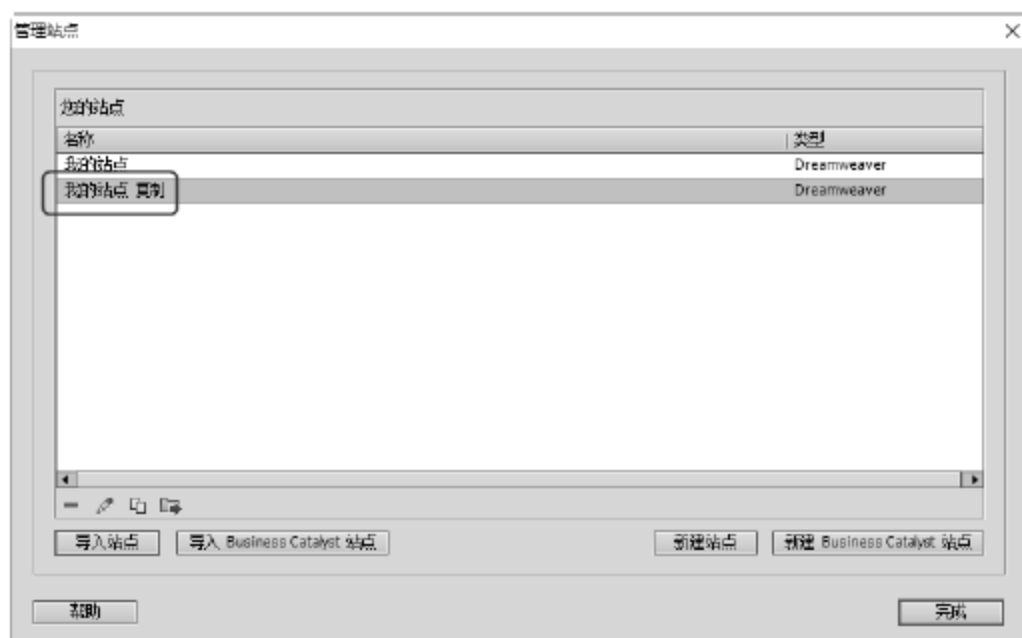 管理站点
您的站点
名称 类型
我的站点 Dreamweaver
我的站点 复制 Dreamweaver
导入站点 导入 Business Catalyst 站点 新建站点 新建 Business Catalyst 站点
帮助 完成